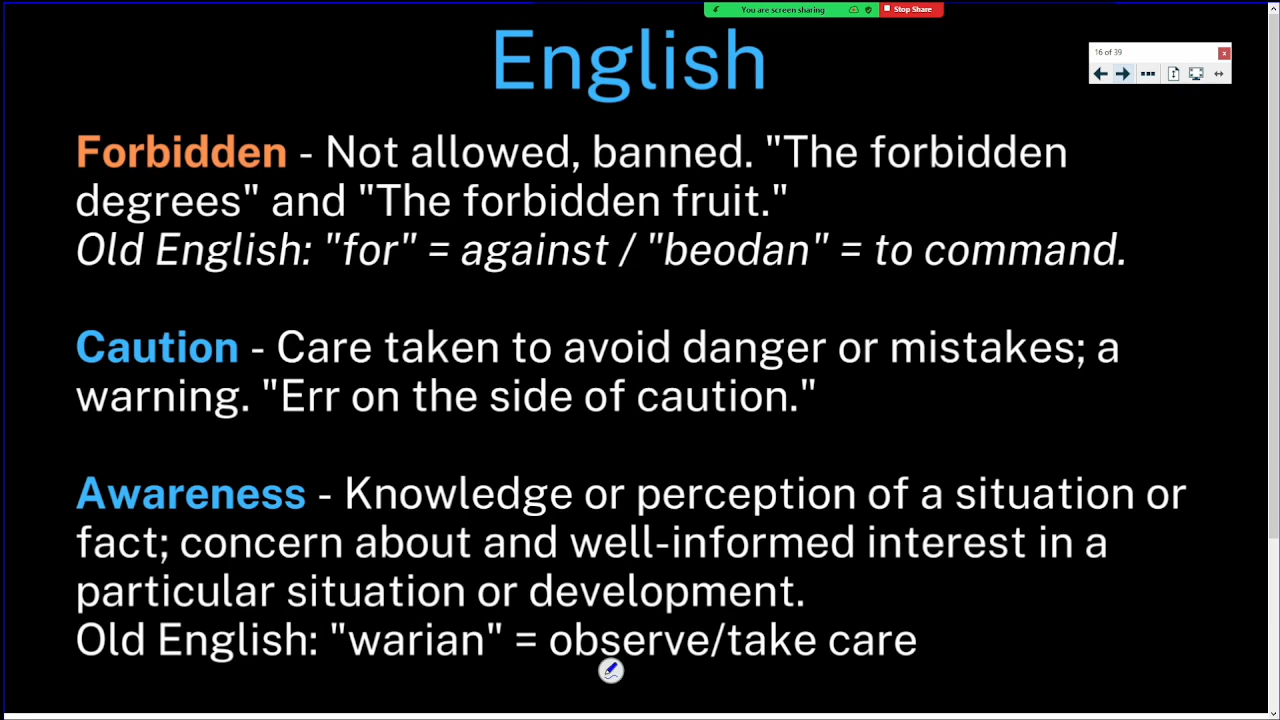 You are screen sharing
Stop Share
English
16 of 39
Forbidden - Not allowed, banned. "The forbidden
degrees" and "The forbidden fruit."
Old English: "for" = against / "beodan" = to command.
Caution - Care taken to avoid danger or mistakes; a
warning. "Err on the side of caution."
Awareness - Knowledge or perception of a situation or
fact; concern about and well-informed interest in a
particular situation or development.
Old English: "warian" = observe/take care